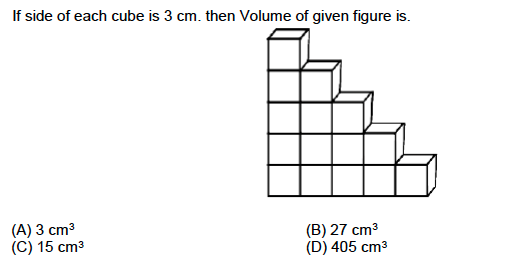 If side of each cube is 3 cm. then Volume of given figure is.
(A) 3 cm³ (B) 27 cm³
(C) 15 cm³ (D) 405 cm³